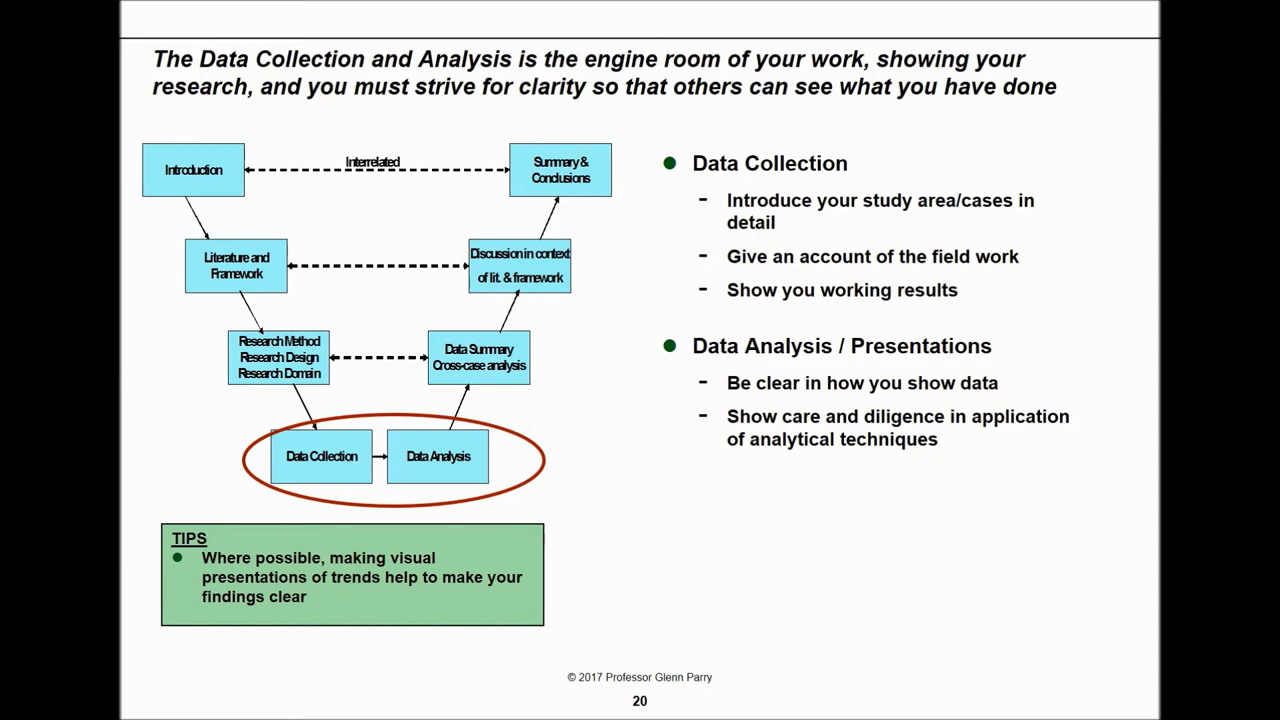 The Data Collection and Analysis is the engine room of your work, showing your
research, and you must strive for clarity so that others can see what you have done
Introduction
Interrelated
Summary &
Conclusions
Literature and
Framework
Discussion in context
of lit. & framework
Research Method
Research Design
Research Domain
Data Summary
Cross-case analysis
Data Collection
Data Analysis
TIPS
Where possible, making visual
presentations of trends help to make your
findings clear
Data Collection
- Introduce your study area/cases in
detail
- Give an account of the field work
- Show you working results
Data Analysis / Presentations
- Be clear in how you show data
- Show care and diligence in application
of analytical techniques
© 2017 Professor Glenn Parry
20